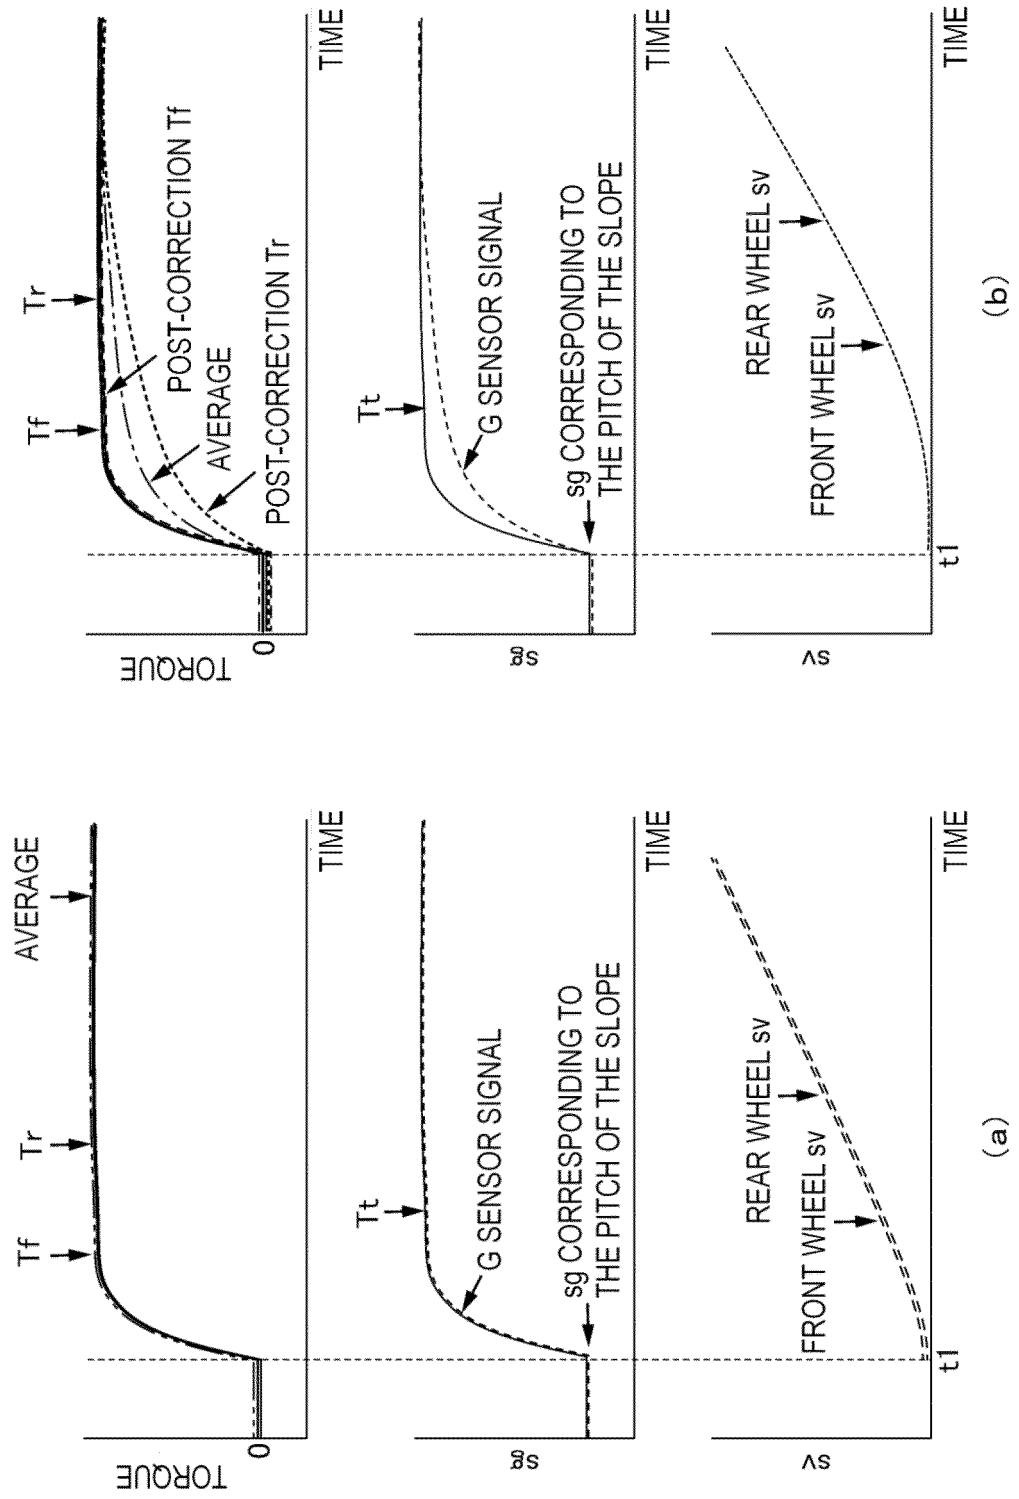 TORQUE
0
Tf
Tr
AVERAGE
TIME
sg
Tt
G SENSOR SIGNAL
sg CORRESPONDING TO
THE PITCH OF THE SLOPE
TIME
sv
REAR WHEEL sv
FRONT WHEEL sv
t1
TIME
(a)
TORQUE
0
Tf
Tr
POST-CORRECTION Tf
AVERAGE
POST-CORRECTION Tr
TIME
sg
Tt
G SENSOR SIGNAL
sg CORRESPONDING TO
THE PITCH OF THE SLOPE
TIME
sv
REAR WHEEL sv
FRONT WHEEL sv
t1
TIME
(b)